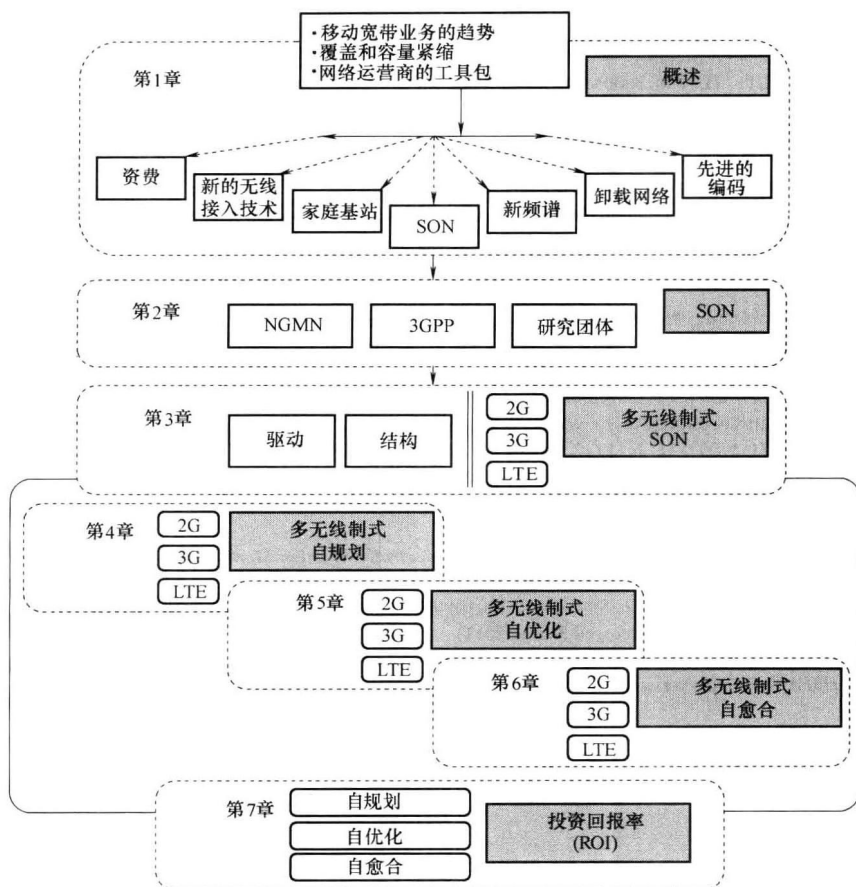 ·移动宽带业务的趋势
·覆盖和容量紧缩
·网络运营商的工具包
第1章
概述
资费
新的无线
接入技术
家庭基站
SON
新频谱
卸载网络
先进的
编码
第2章
NGMN
3GPP
研究团体
SON
第3章
驱动
结构
2G
3G
LTE
多无线制式
SON
第4章
2G
3G
LTE
多无线制式
自规划
第5章
2G
3G
LTE
多无线制式
自优化
第6章
2G
3G
LTE
多无线制式
自愈合
第7章
自规划
自优化
自愈合
投资回报率
(ROI)